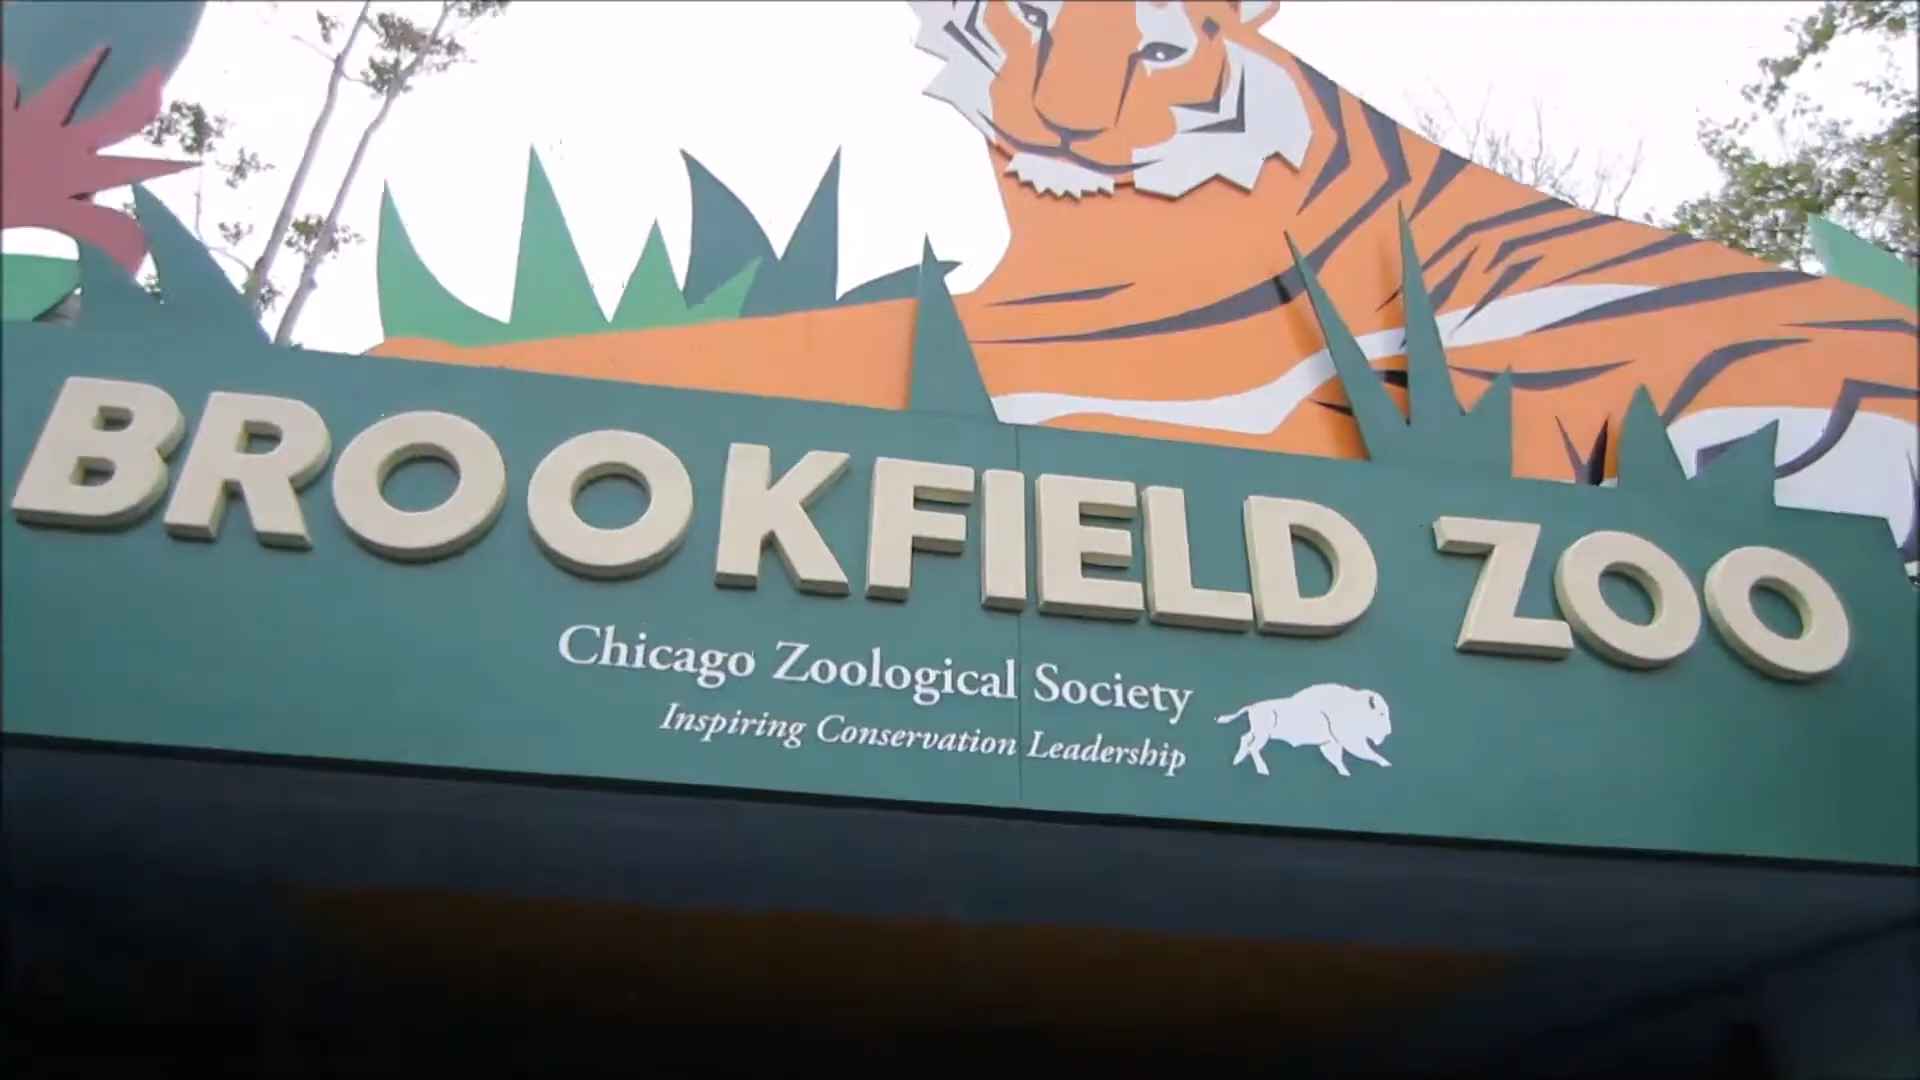 BROOKFIELD ZOO
Chicago Zoological Society
Inspiring Conservation Leadership